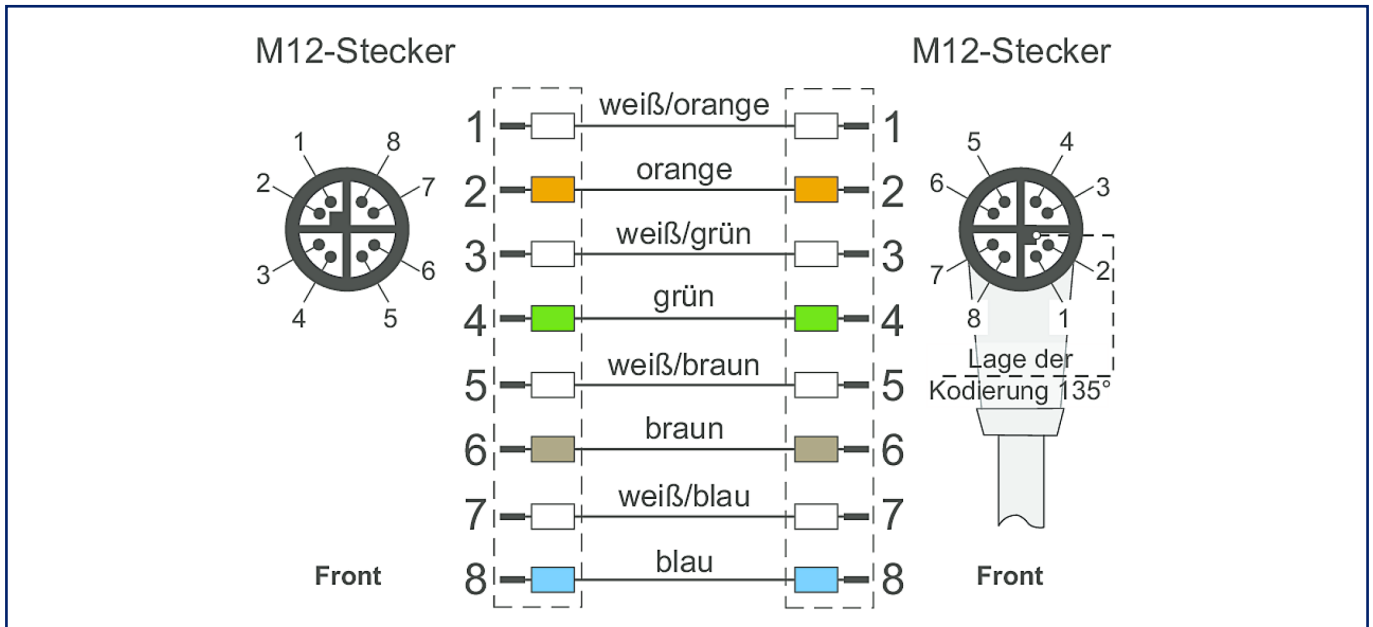 M12-Stecker
M12-Stecker
1 8
2 7
3 6
4 5
1 weiß/orange 1
2 orange 2
3 weiß/grün 3
4 grün 4
5 weiß/braun 5
6 braun 6
7 weiß/blau 7
8 blau 8
5 4
6 3
7 2
8 1
Lage der
Kodierung 135°
Front
Front